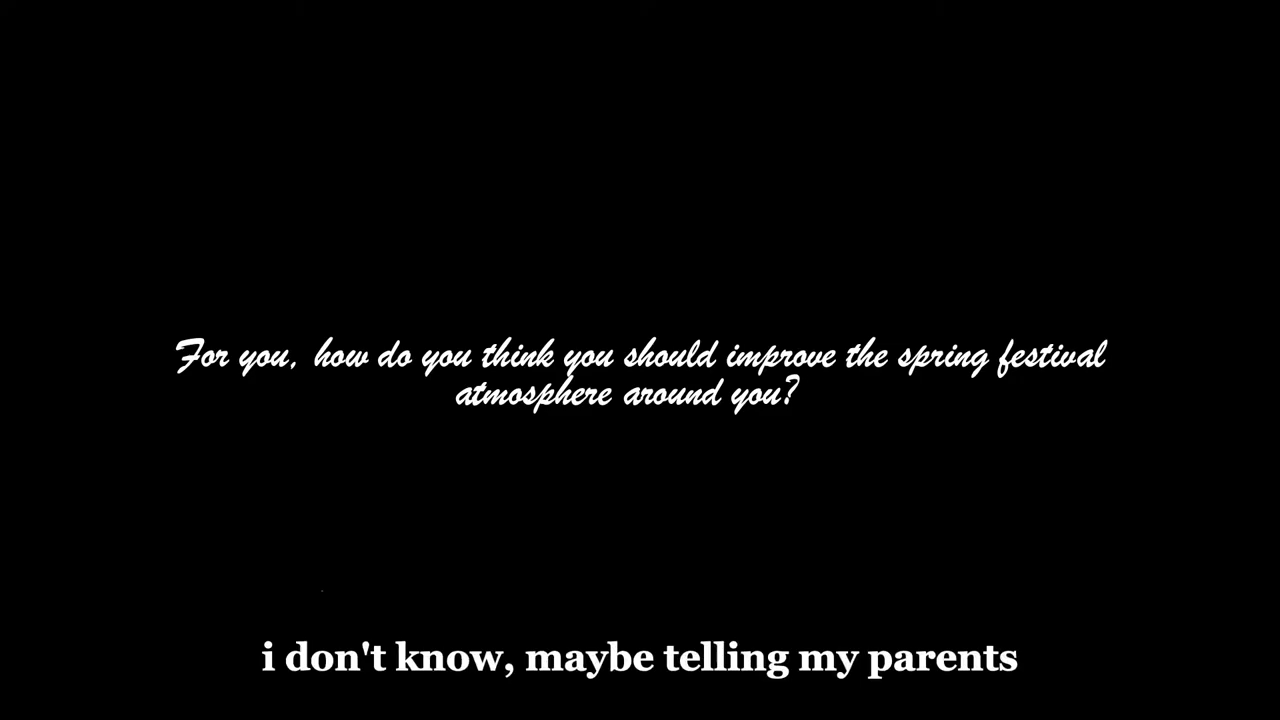 For you, how do you think you should improve the spring festival
atmosphere around you?
i don't know, maybe telling my parents